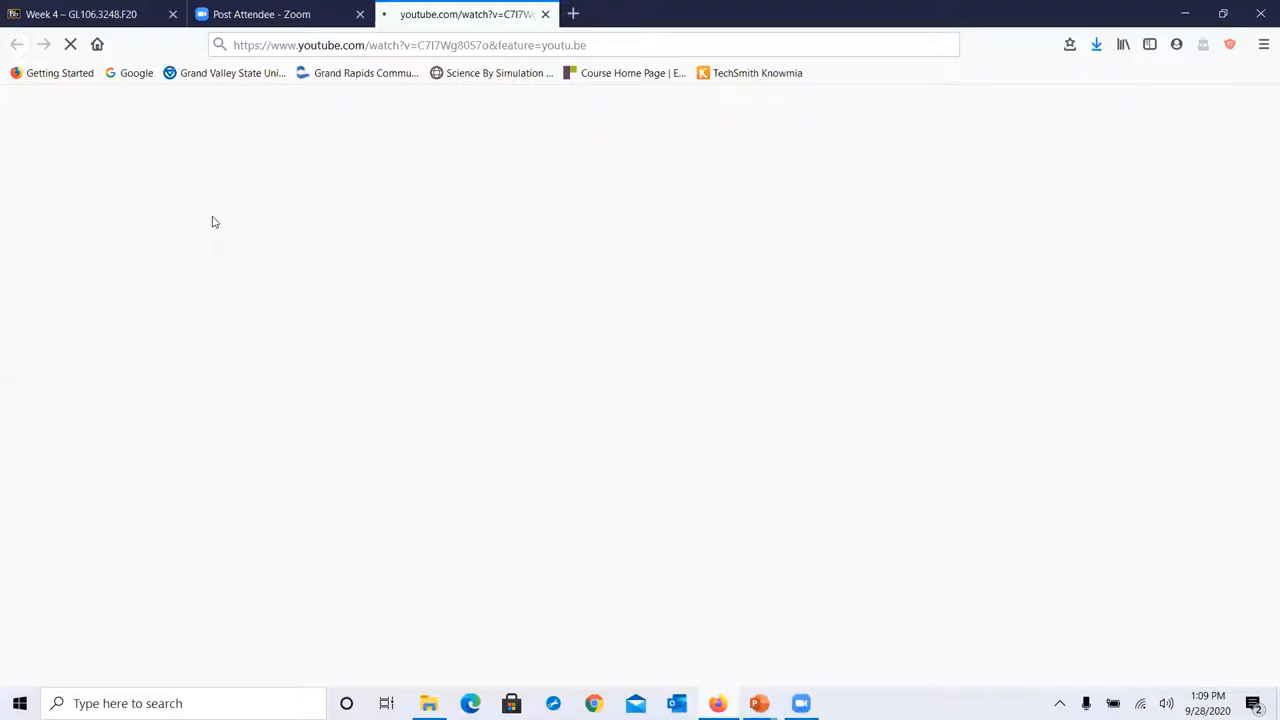 Week 4 – GL106.3248.F20
Post Attendee - Zoom
youtube.com/watch?v=C7I7Wg
https://www.youtube.com/watch?v=C7I7Wg80S7o&feature=youtu.be
Getting Started
Google
Grand Valley State Uni...
Grand Rapids Commu...
Science By Simulation ...
Course Home Page | E...
TechSmith Knowmia
Type here to search
1:09 PM
9/28/2020
2